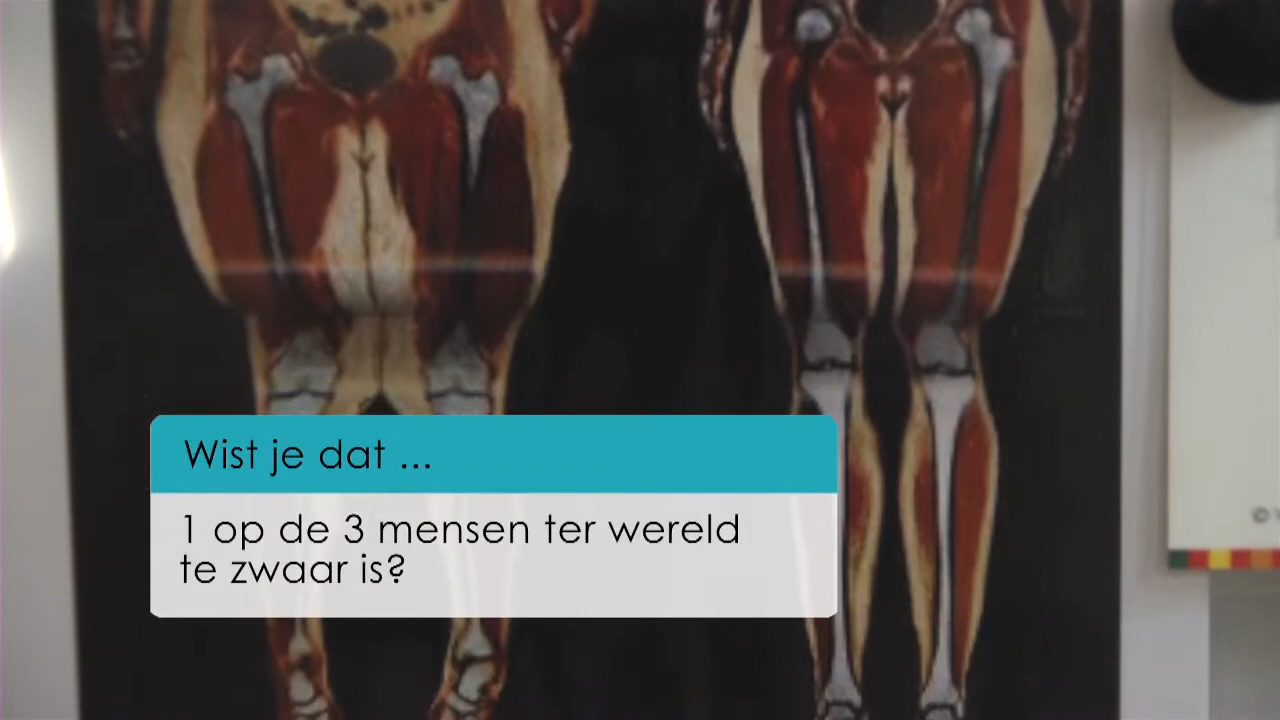 Wist je dat ...
1 op de 3 mensen ter wereld
te zwaar is?